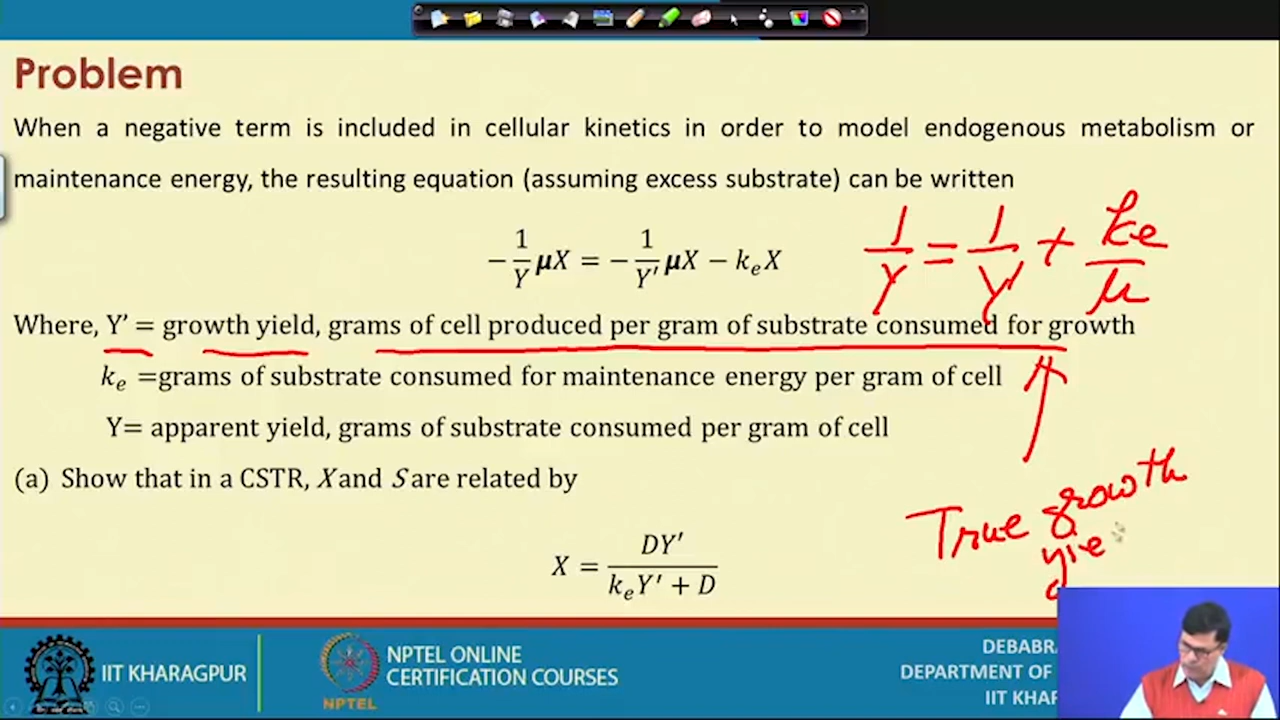 Problem
When a negative term is included in cellular kinetics in order to model endogenous metabolism or
maintenance energy, the resulting equation (assuming excess substrate) can be written
−1/Y μX = −1/Y′ μX − kₑX
1/Y = 1/Y′ + ke/μ
Where, Y’ = growth yield, grams of cell produced per gram of substrate consumed for growth
kₑ =grams of substrate consumed for maintenance energy per gram of cell
Y= apparent yield, grams of substrate consumed per gram of cell
(a) Show that in a CSTR, X and S are related by
X = DY′/(kₑY′ + D)
True growth
yie
IIT KHARAGPUR
NPTEL
NPTEL ONLINE
CERTIFICATION COURSES
DEBABRA
DEPARTMENT OF
IIT KHAR